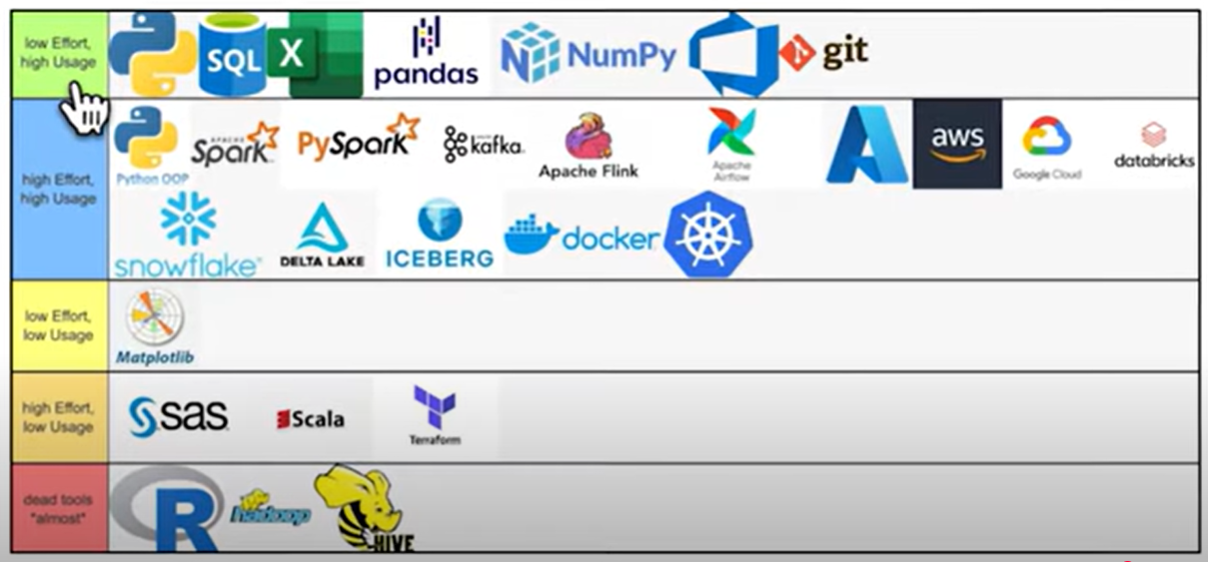 low Effort,
high Usage
SQL
X
pandas
NumPy
git
high Effort,
high Usage
Python OOP
APACHE
Spark
PySpark
kafka
Apache Flink
Apache
Airflow
aws
Google Cloud
databricks
snowflake
DELTA LAKE
ICEBERG
docker
low Effort,
low Usage
Matplotlib
high Effort,
low Usage
sas
Scala
Terraform
dead tools
"almost"
R
hadoop
HIVE